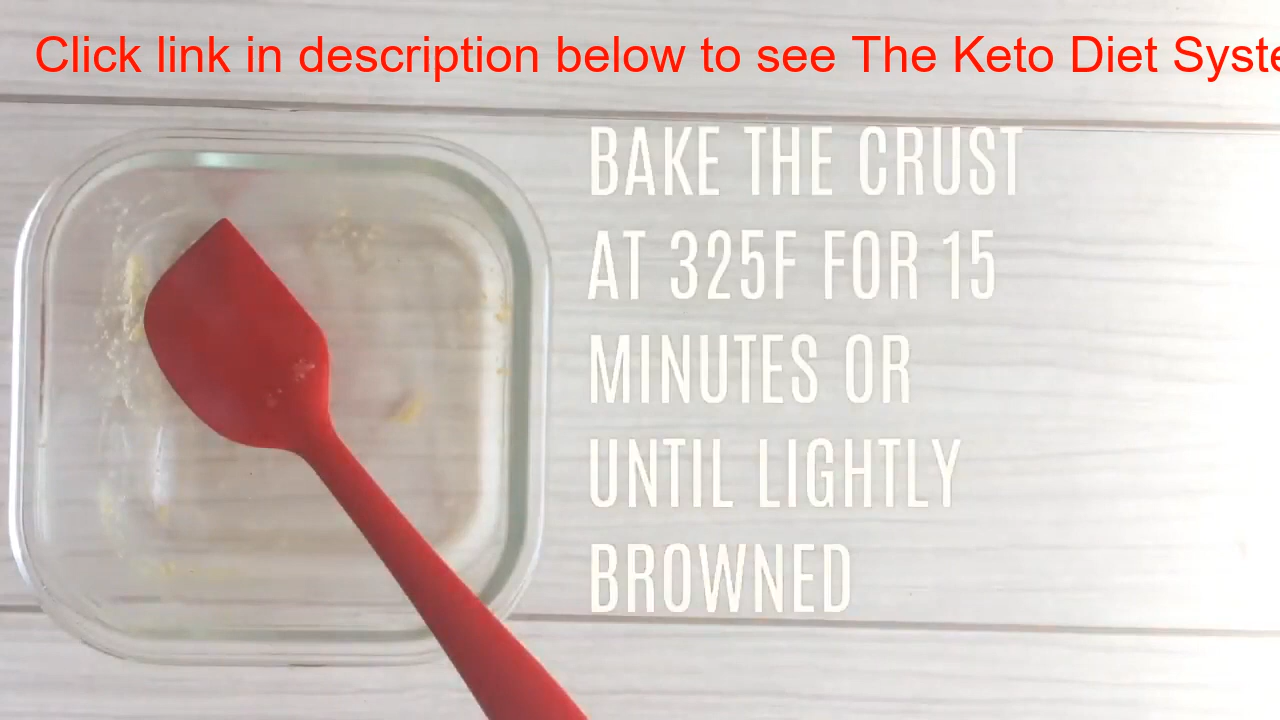 Click link in description below to see The Keto Diet Syste
BAKE THE CRUST
AT 325F FOR 15
MINUTES OR
UNTIL LIGHTLY
BROWNED